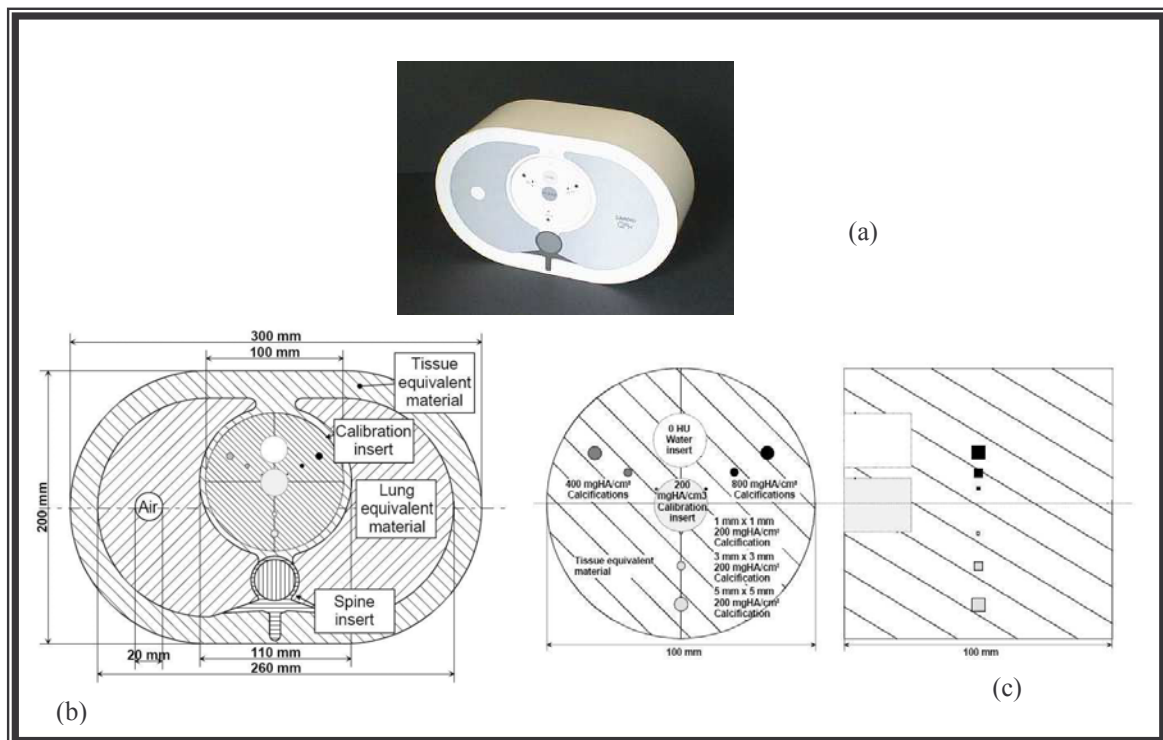 (a)
300 mm
100 mm
Tissue
equivalent
material
Calibration
insert
Lung
equivalent
material
Air
200 mm
Spine
insert
20 mm
110 mm
260 mm
(b)
0 HU
Water
insert
400 mgHA/cm³
Calcifications
200
mgHA/cm3
Calibration
insert
800 mgHA/cm³
Calcifications
1 mm x 1 mm
200 mgHA/cm³
Calcification
3 mm x 3 mm
200 mgHA/cm³
Calcification
5 mm x 5 mm
200 mgHA/cm³
Calcification
Tissue equivalent
material
100 mm
100 mm
(c)